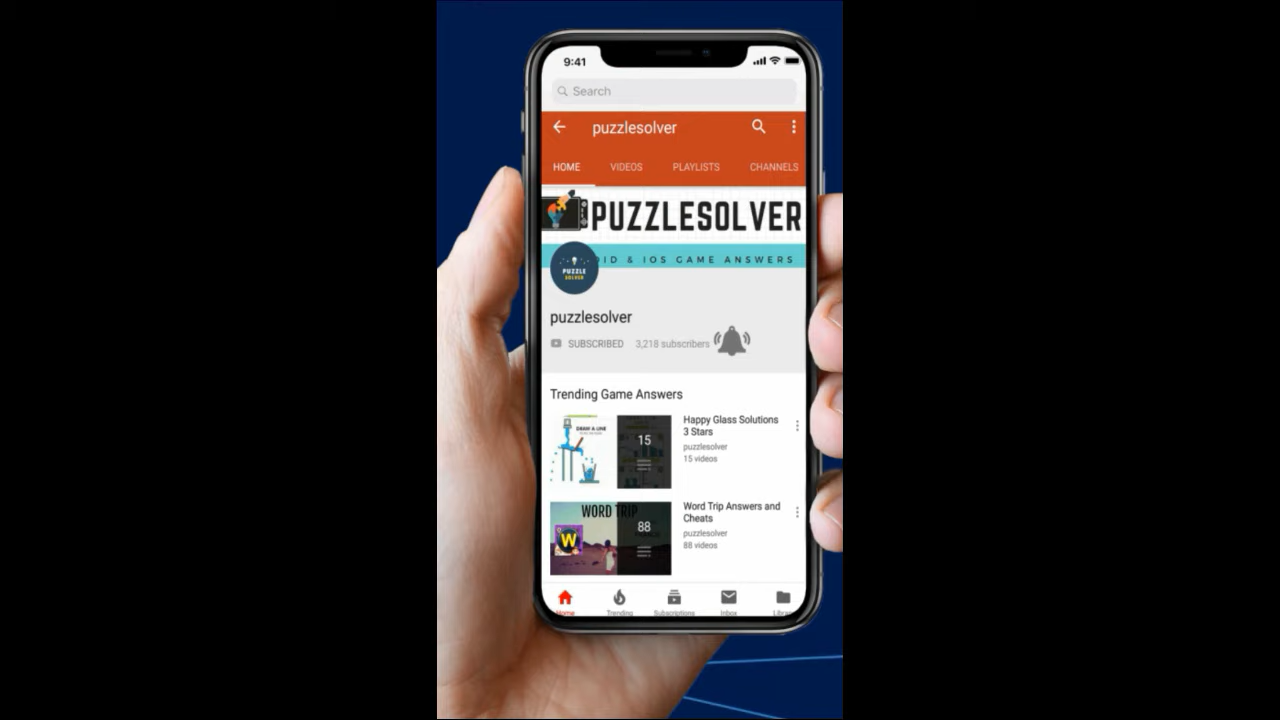 9:41
Search
puzzlesolver
HOME VIDEOS PLAYLISTS CHANNELS
PUZZLESOLVER
OID & IOS GAME ANSWERS
PUZZLE
SOLVER
puzzlesolver
SUBSCRIBED 3,218 subscribers
Trending Game Answers
DRAW A LINE
15
Happy Glass Solutions
3 Stars
puzzlesolver
15 videos
WORD TRIP
W
88
Word Trip Answers and
Cheats
puzzlesolver
88 videos
Home Trending Subscriptions Inbox Library